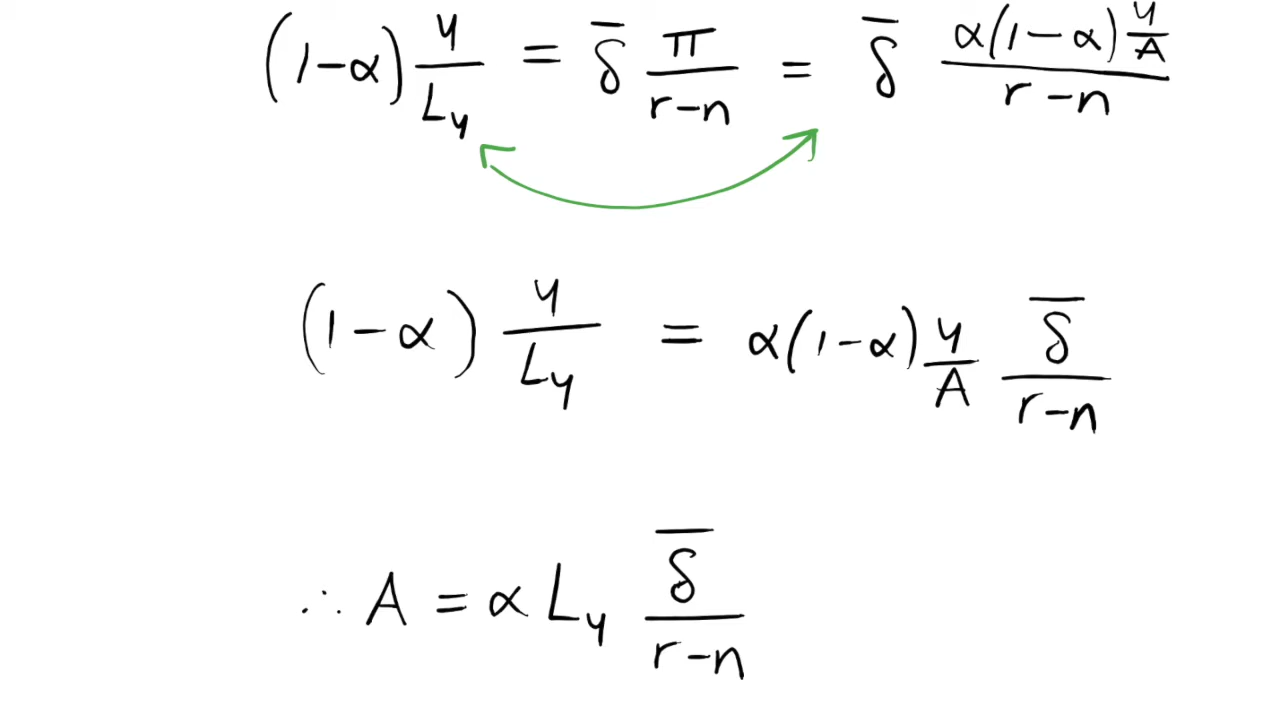 (1-α) y/L_y = δ̄ π/(r-n) = δ̄ (α(1-α) y/A)/(r-n)
(1-α) y/L_y = α(1-α) y/A δ̄/(r-n)
∴ A = α L_y δ̄/(r-n)